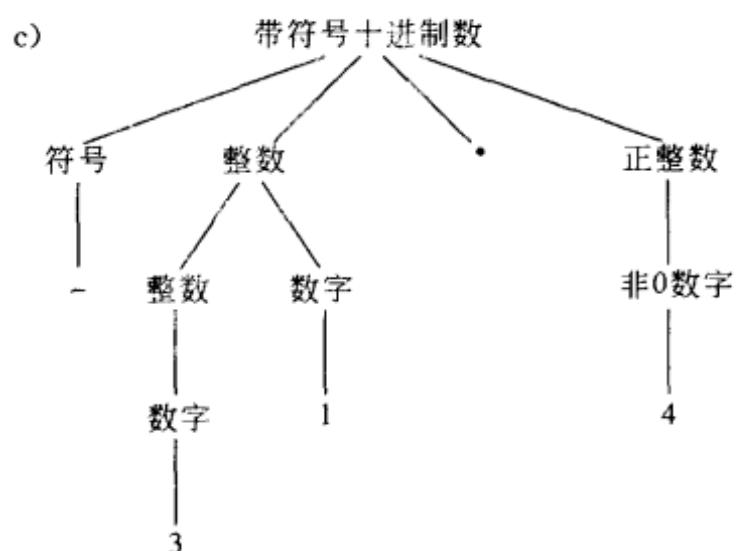 c) 带符号十进制数
符号 整数 . 正整数
- 整数 数字 非0数字
数字 1 4
3